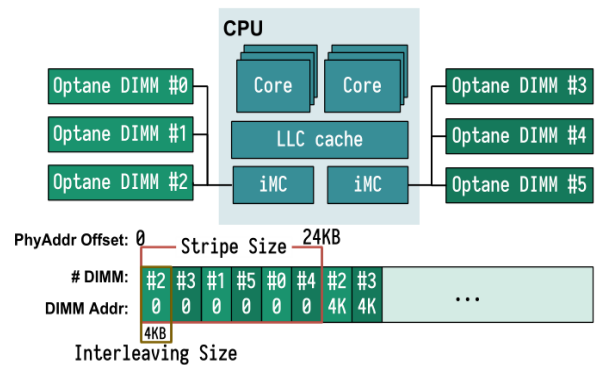 CPU
Optane DIMM #0
Optane DIMM #1
Optane DIMM #2
Core
Core
LLC cache
iMC
iMC
Optane DIMM #3
Optane DIMM #4
Optane DIMM #5
PhyAddr Offset: 0 24KB
Stripe Size
# DIMM: #2 #3 #1 #5 #0 #4 #2 #3
DIMM Addr: 0 0 0 0 0 0 4K 4K ...
4KB
Interleaving Size